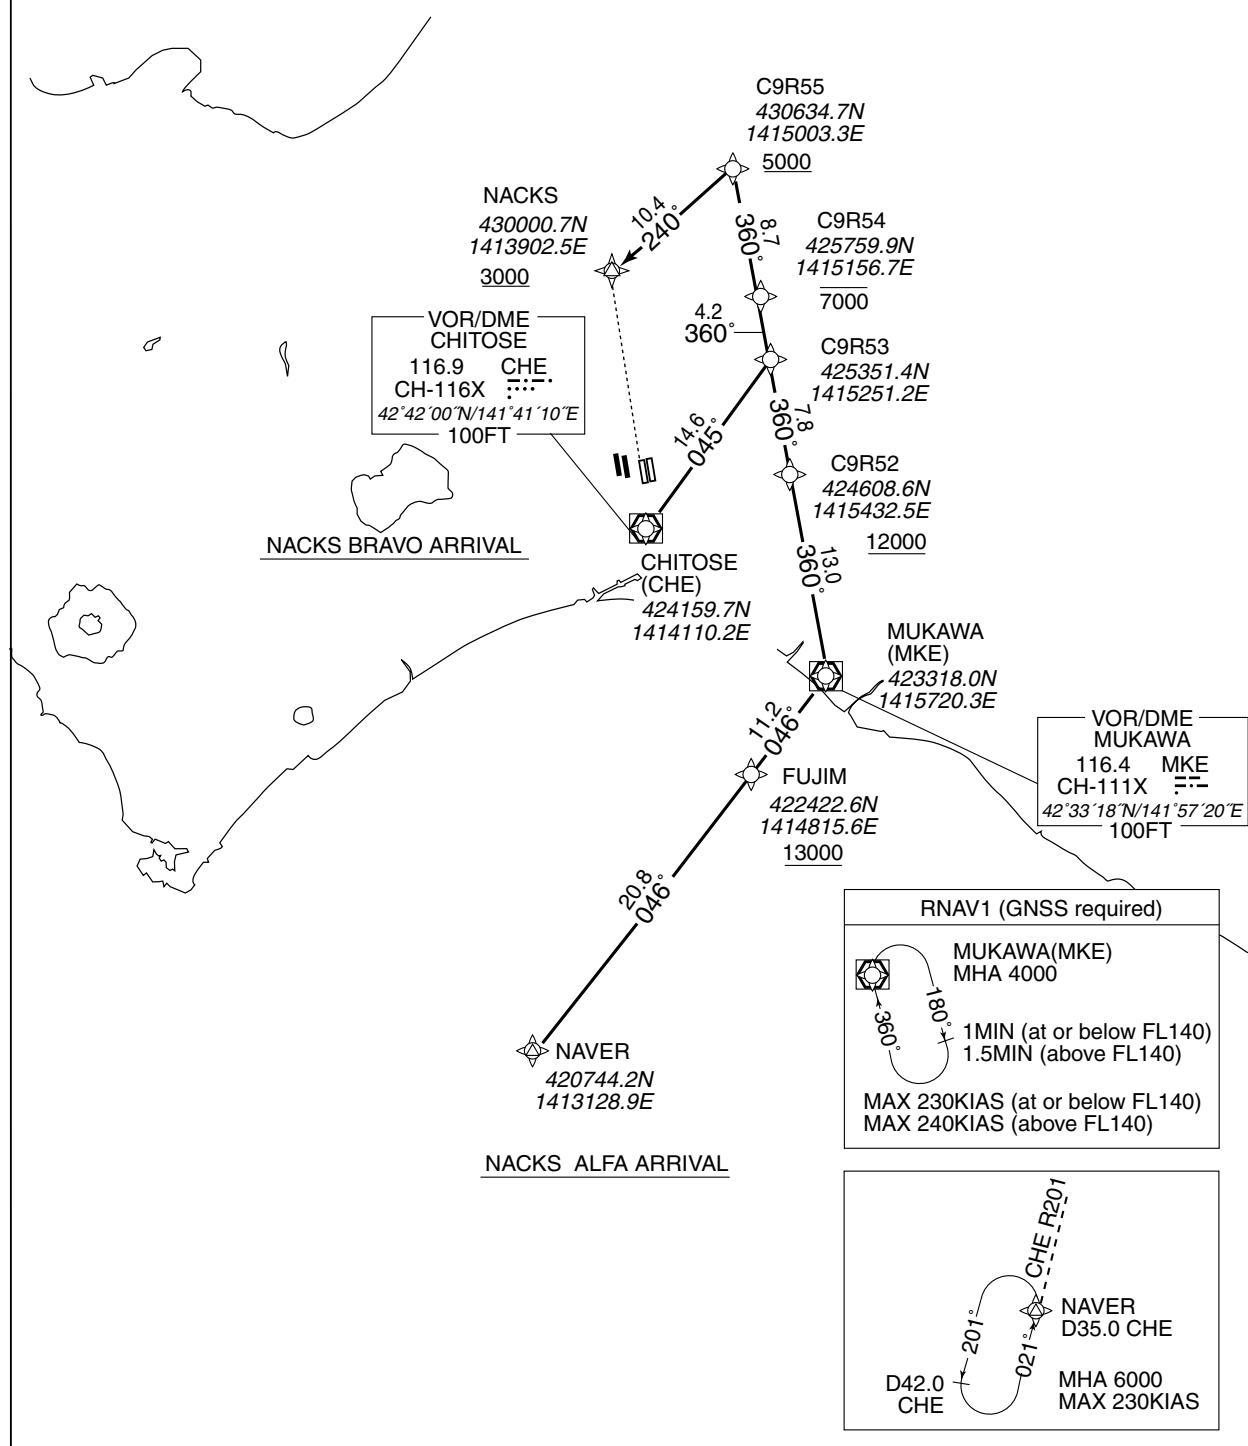 C9R55
430634.7N
1415003.3E
5000
NACKS
430000.7N
1413902.5E
3000
10.4
240°
8.7
360°
C9R54
425759.9N
1415156.7E
7000
4.2
360°
C9R53
425351.4N
1415251.2E
VOR/DME
CHITOSE
116.9 CHE
CH-116X
42°42′00″N/141°41′10″E
100FT
14.6
045°
7.8
360°
C9R52
424608.6N
1415432.5E
12000
NACKS BRAVO ARRIVAL
CHITOSE
(CHE)
424159.7N
1414110.2E
13.0
360°
MUKAWA
(MKE)
423318.0N
1415720.3E
VOR/DME
MUKAWA
116.4 MKE
CH-111X
42°33′18″N/141°57′20″E
100FT
11.2
046°
FUJIM
422422.6N
1414815.6E
13000
20.8
046°
NAVER
420744.2N
1413128.9E
NACKS ALFA ARRIVAL
RNAV1 (GNSS required)
MUKAWA(MKE)
MHA 4000
180°
360°
1MIN (at or below FL140)
1.5MIN (above FL140)
MAX 230KIAS (at or below FL140)
MAX 240KIAS (above FL140)
CHE R201
NAVER
D35.0 CHE
201°
021°
D42.0
CHE
MHA 6000
MAX 230KIAS